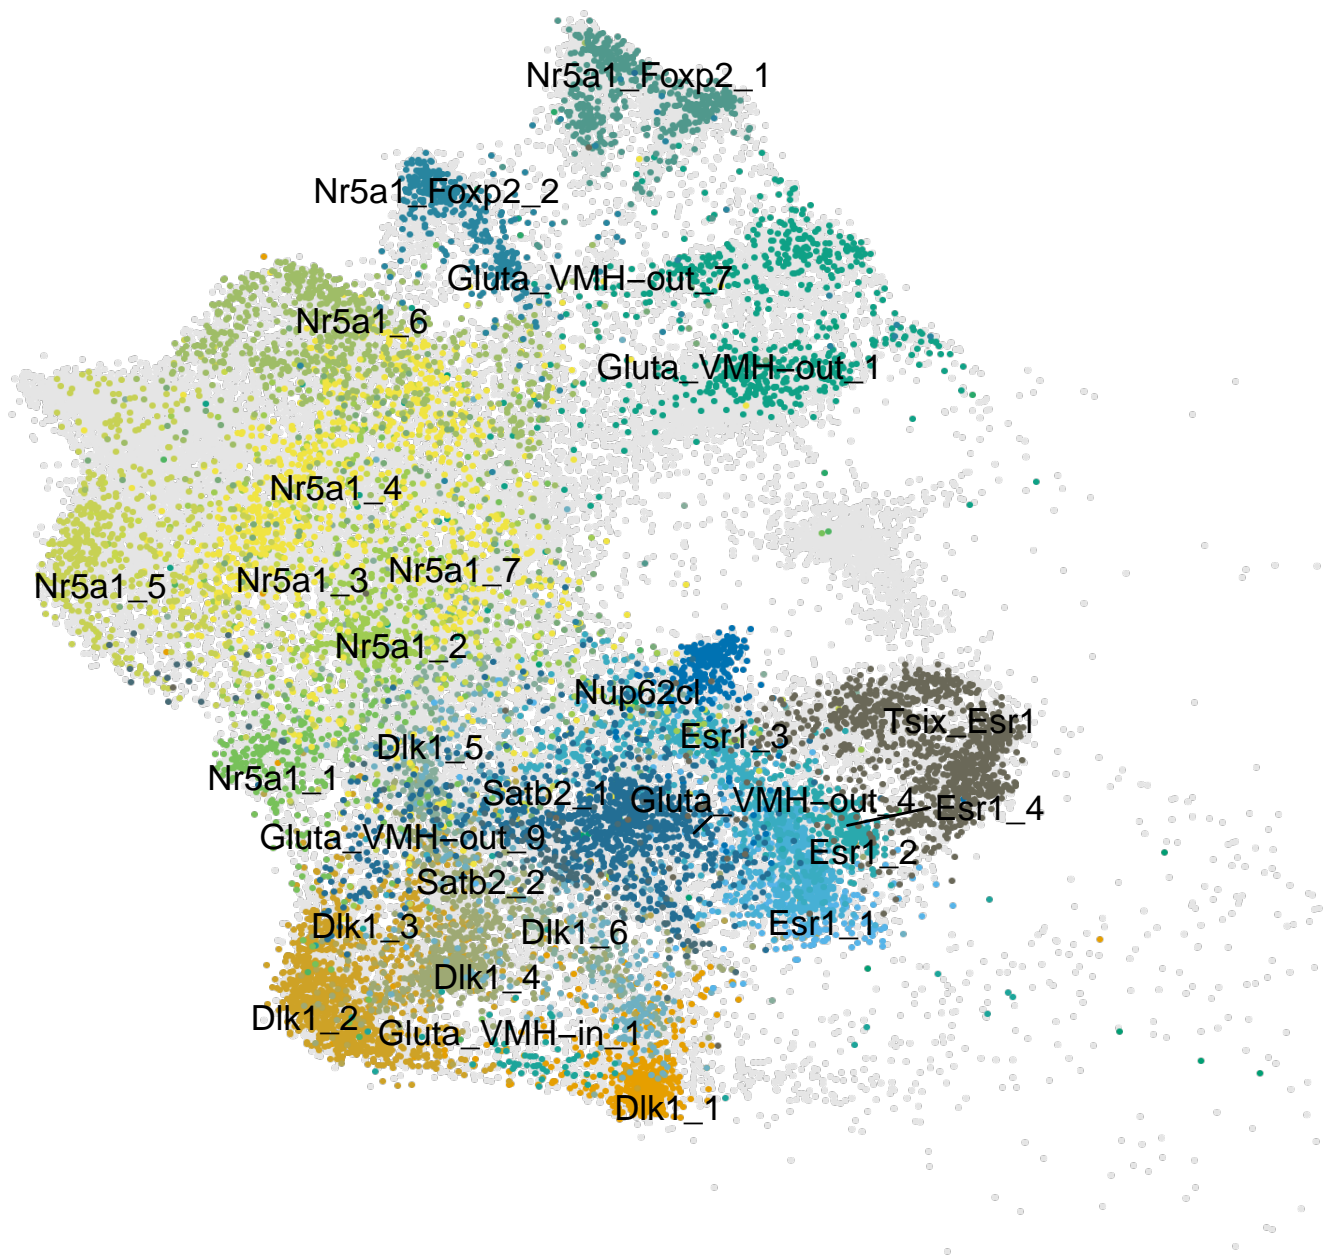 Nr5a1_Foxp2_1
Nr5a1_Foxp2_2
Gluta_VMH−out_7
Nr5a1_6
Gluta_VMH−out_1
Nr5a1_4
Nr5a1_5
Nr5a1_3
Nr5a1_7
Nr5a1_2
Nup62cl
Tsix_Esr1
Esr1_3
Dlk1_5
Nr5a1_1
Satb2_1
Gluta_VMH−out_4
Esr1_4
Gluta_VMH−out_9
Esr1_2
Satb2_2
Dlk1_3
Dlk1_6
Esr1_1
Dlk1_4
Dlk1_2
Gluta_VMH−in_1
Dlk1_1